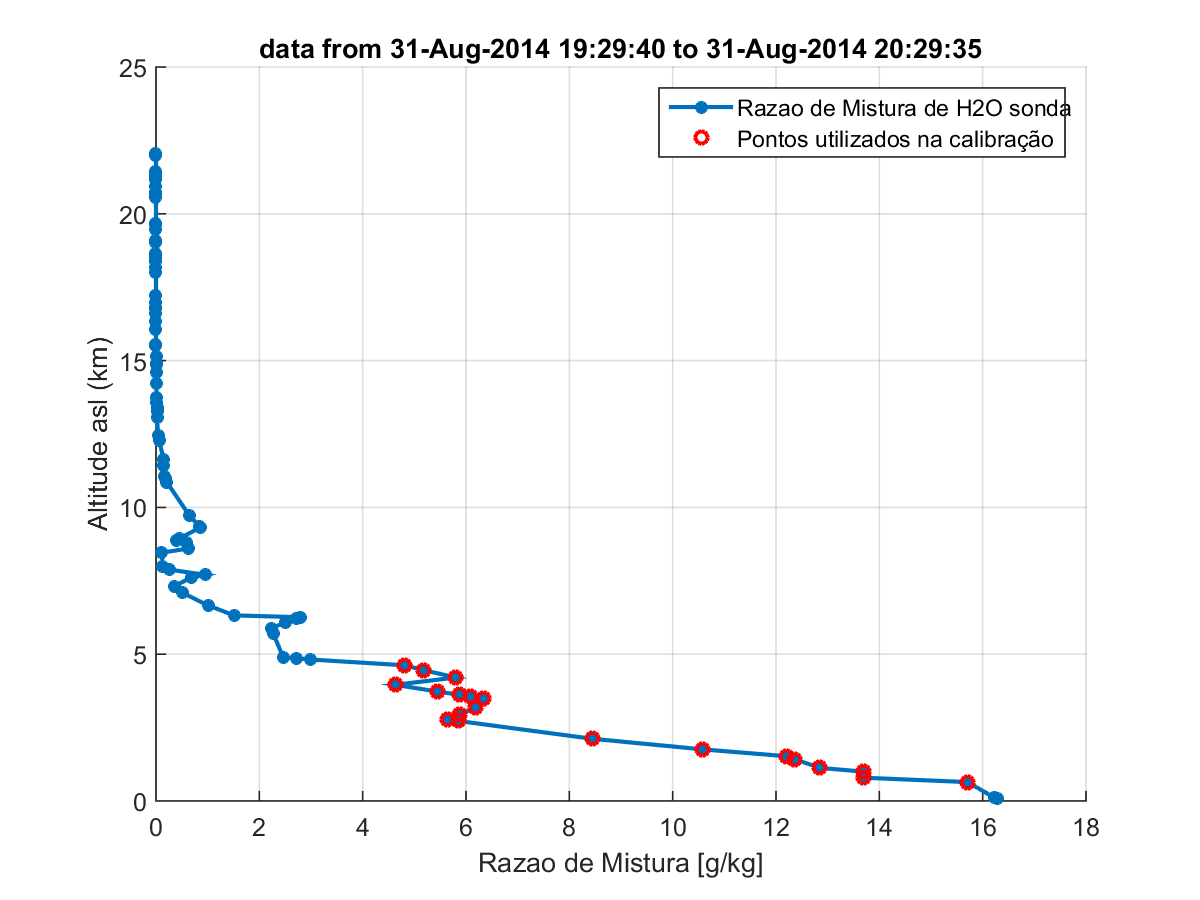 data from 31-Aug-2014 19:29:40 to 31-Aug-2014 20:29:35
25
Razao de Mistura de H2O sonda
Pontos utilizados na calibração
20
15
10
5
0
Altitude asl (km)
0 2 4 6 8 10 12 14 16 18
Razao de Mistura [g/kg]